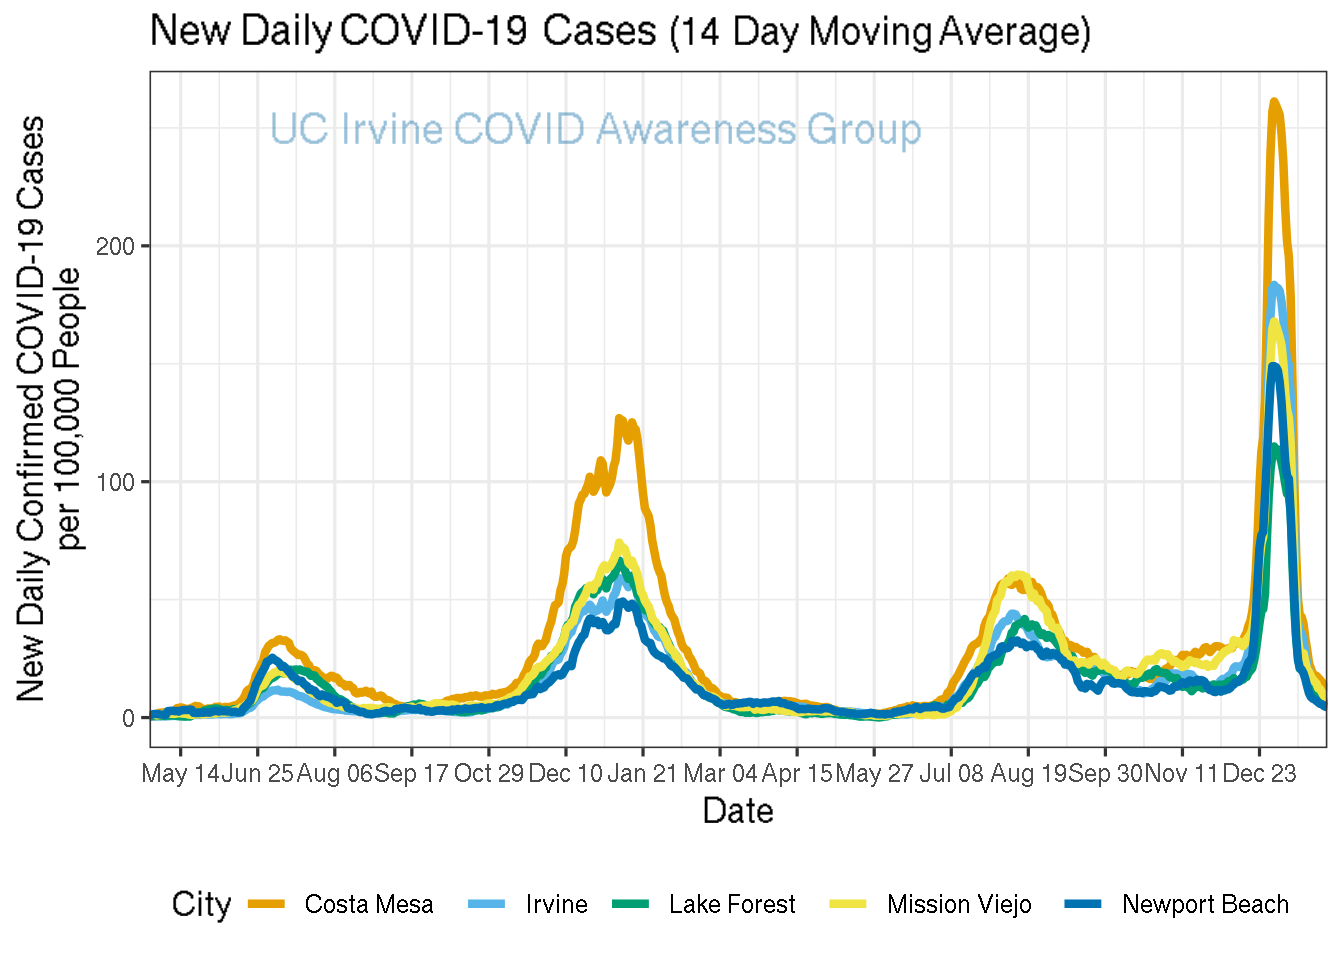 New Daily COVID-19 Cases (14 Day Moving Average)
UC Irvine COVID Awareness Group
New Daily Confirmed COVID-19 Cases
per 100,000 People
200
100
0
May 14 Jun 25 Aug 06 Sep 17 Oct 29 Dec 10 Jan 21 Mar 04 Apr 15 May 27 Jul 08 Aug 19 Sep 30 Nov 11 Dec 23
Date
City Costa Mesa Irvine Lake Forest Mission Viejo Newport Beach